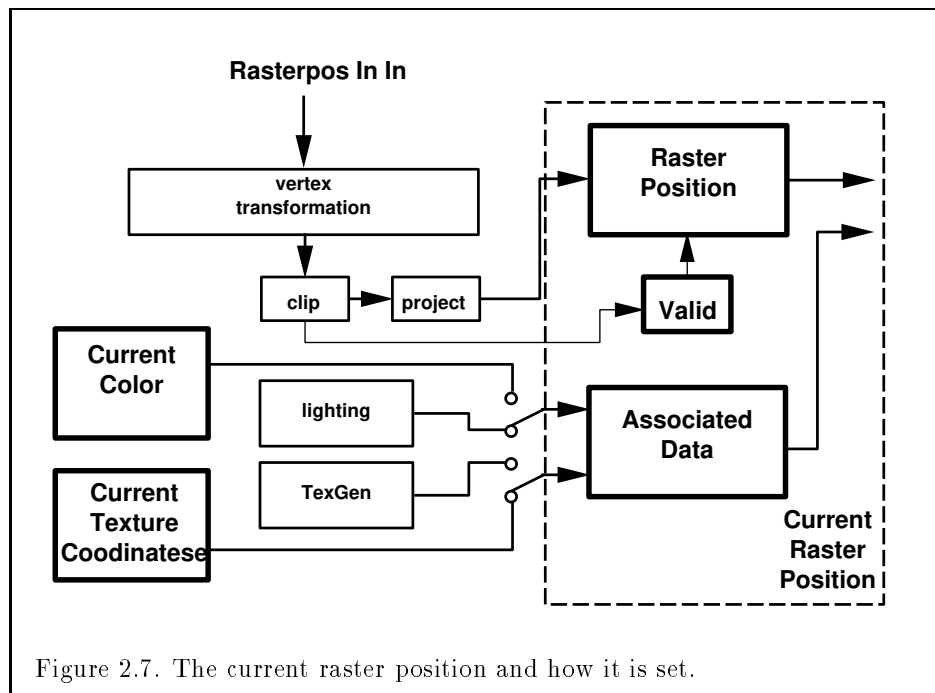 Rasterpos In In
vertex
transformation
Raster
Position
clip
project
Valid
Current
Color
lighting
Associated
Data
TexGen
Current
Texture
Coodinatese
Current
Raster
Position
Figure 2.7. The current raster position and how it is set.